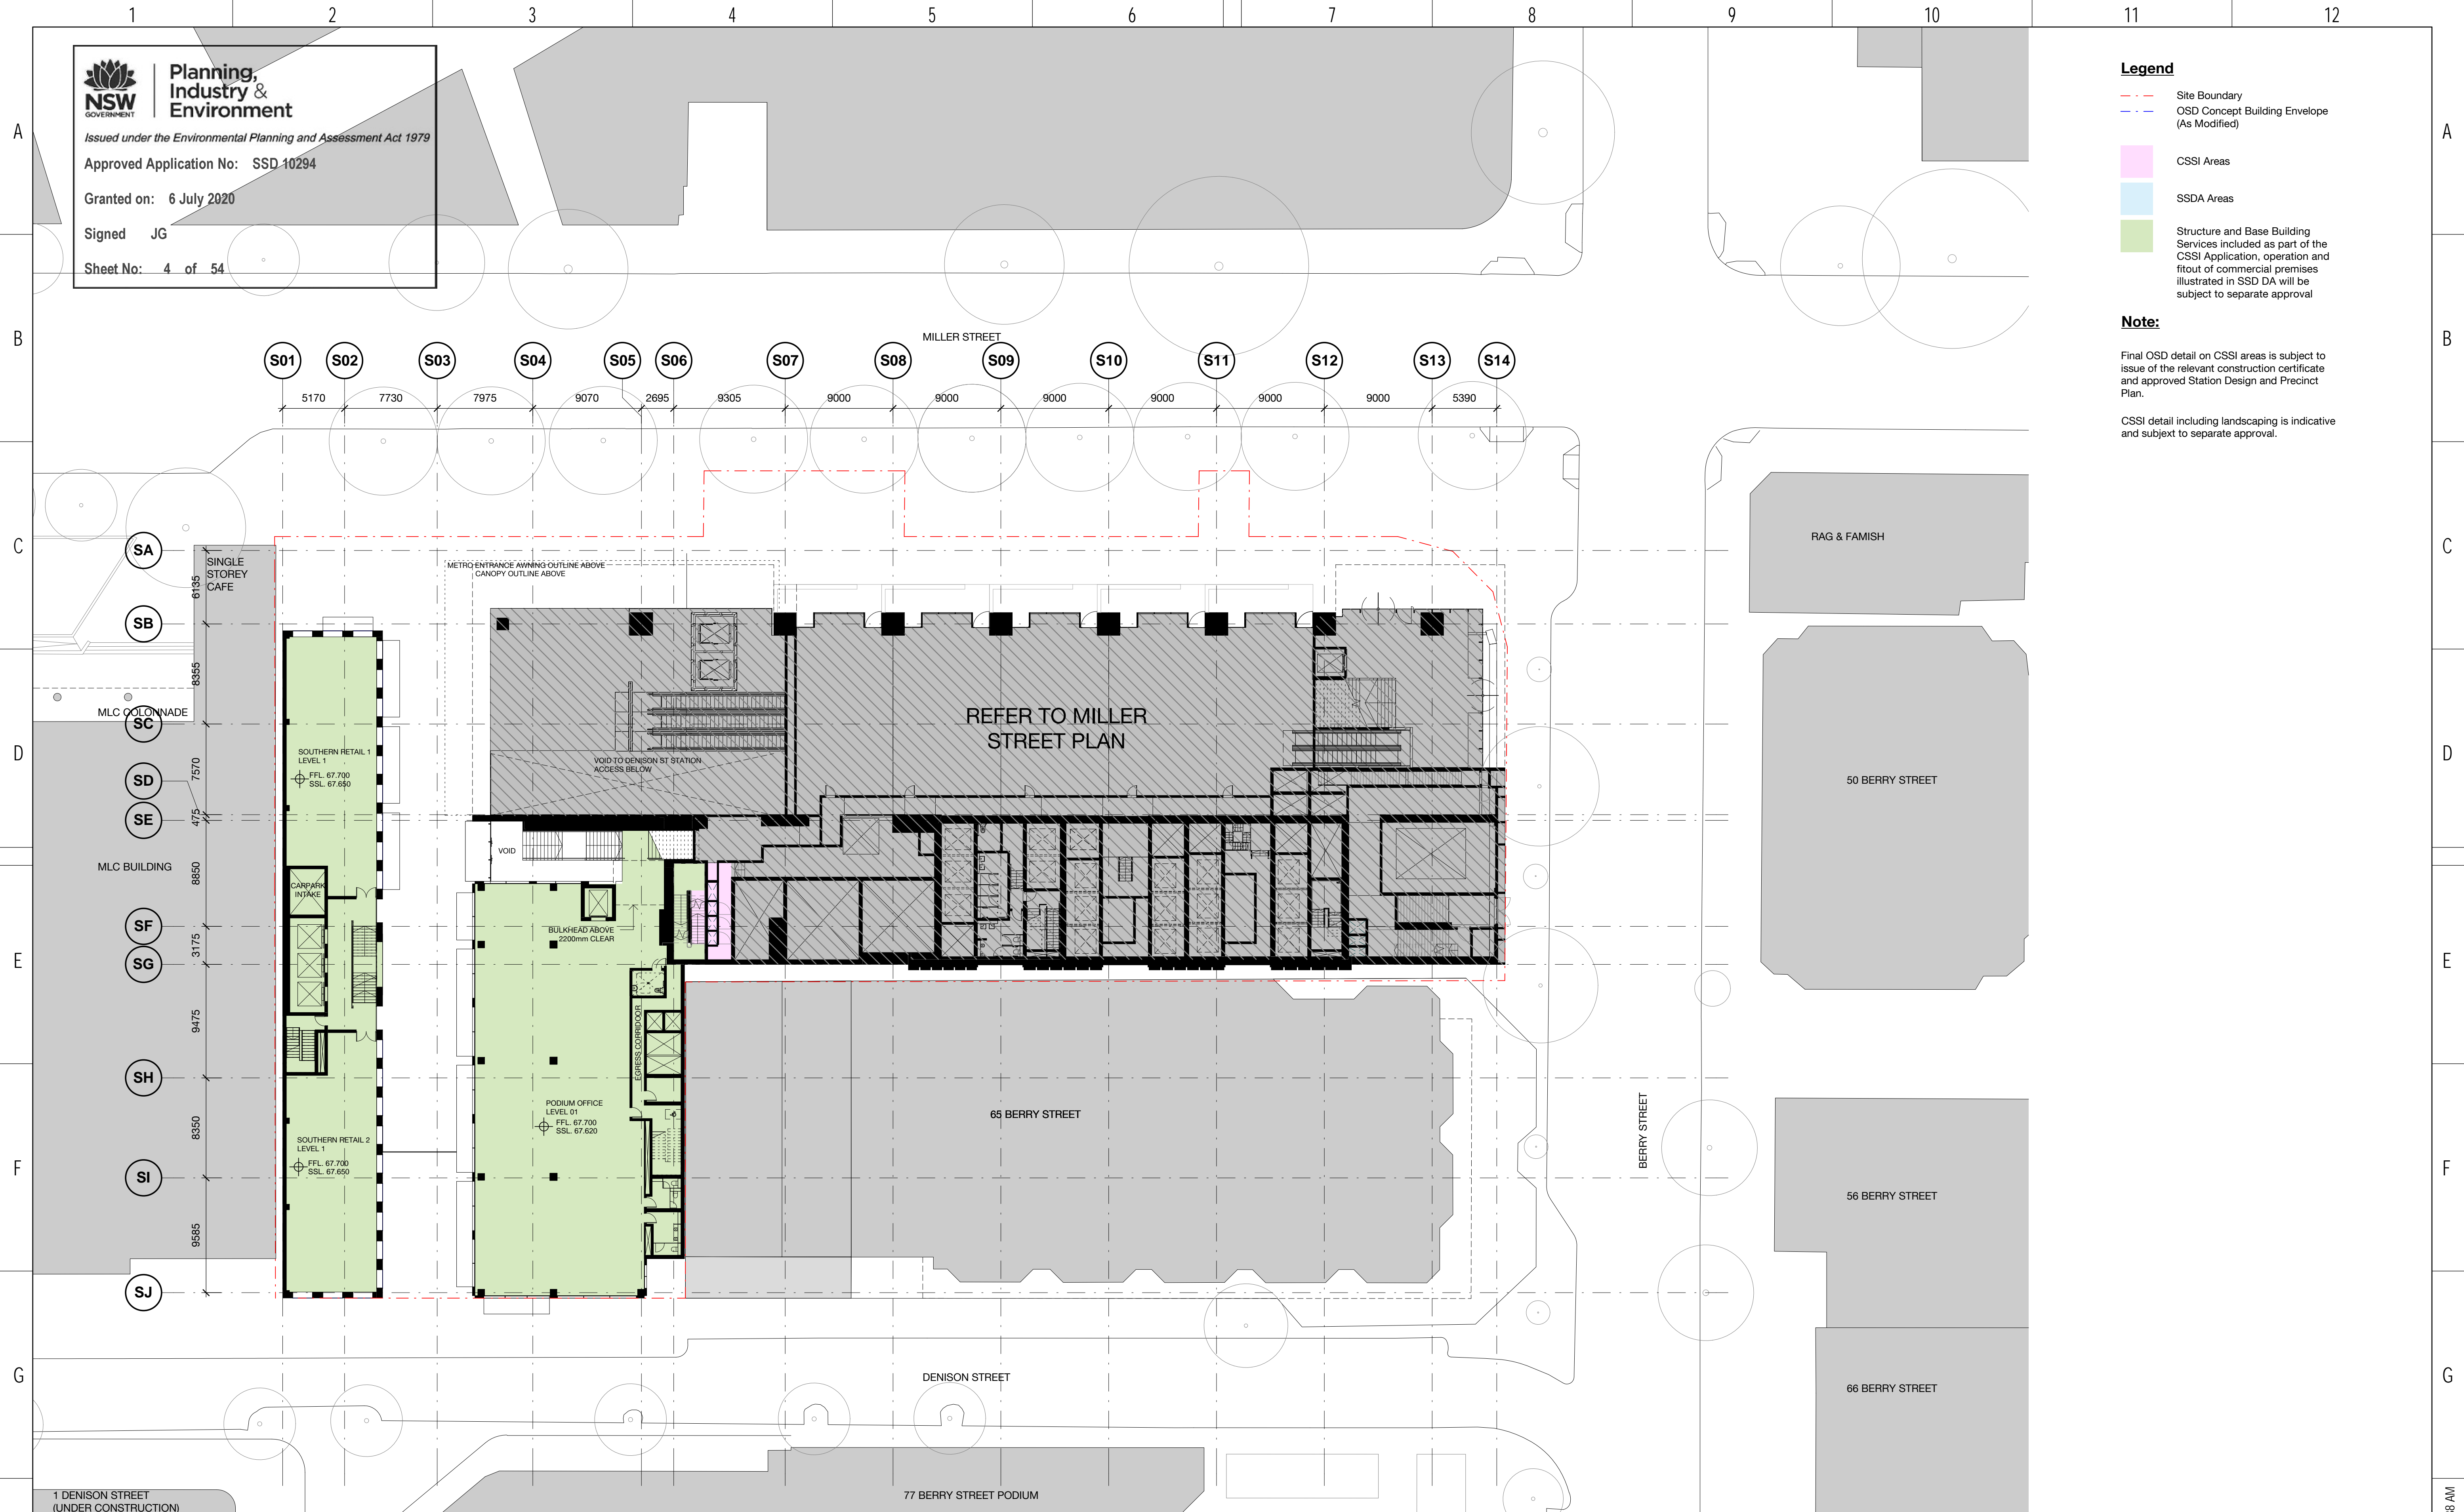 1 2 3 4 5 6 7 8 9 10 11 12
A A
B B
C C
D D
E E
F F
G G
NSW
GOVERNMENT
Planning,
Industry &
Environment
Issued under the Environmental Planning and Assessment Act 1979
Approved Application No: SSD 10294
Granted on: 6 July 2020
Signed JG
Sheet No: 4 of 54
Legend
Site Boundary
OSD Concept Building Envelope
(As Modified)
CSSI Areas
SSDA Areas
Structure and Base Building
Services included as part of the
CSSI Application, operation and
fitout of commercial premises
illustrated in SSD DA will be
subject to separate approval
Note:
Final OSD detail on CSSI areas is subject to
issue of the relevant construction certificate
and approved Station Design and Precinct
Plan.
CSSI detail including landscaping is indicative
and subjext to separate approval.
MILLER STREET
S01 S02 S03 S04 S05 S06 S07 S08 S09 S10 S11 S12 S13 S14
5170 7730 7975 9070 2695 9305 9000 9000 9000 9000 9000 9000 5390
SA
SB
SC
SD
SE
SF
SG
SH
SI
SJ
6135
8355
7570
475
8850
3175
9475
8350
9585
SINGLE
STOREY
CAFE
MLC COLONNADE
MLC BUILDING
METRO ENTRANCE AWNING OUTLINE ABOVE
CANOPY OUTLINE ABOVE
REFER TO MILLER
STREET PLAN
VOID TO DENISON ST STATION
ACCESS BELOW
SOUTHERN RETAIL 1
LEVEL 1
FFL. 67.700
SSL. 67.650
VOID
CARPARK
INTAKE
BULKHEAD ABOVE
2200mm CLEAR
EGRESS CORRIDOOR
PODIUM OFFICE
LEVEL 01
FFL. 67.700
SSL. 67.620
SOUTHERN RETAIL 2
LEVEL 1
FFL. 67.700
SSL. 67.650
65 BERRY STREET
BERRY STREET
RAG & FAMISH
50 BERRY STREET
56 BERRY STREET
66 BERRY STREET
DENISON STREET
77 BERRY STREET PODIUM
1 DENISON STREET
(UNDER CONSTRUCTION)
8 AM